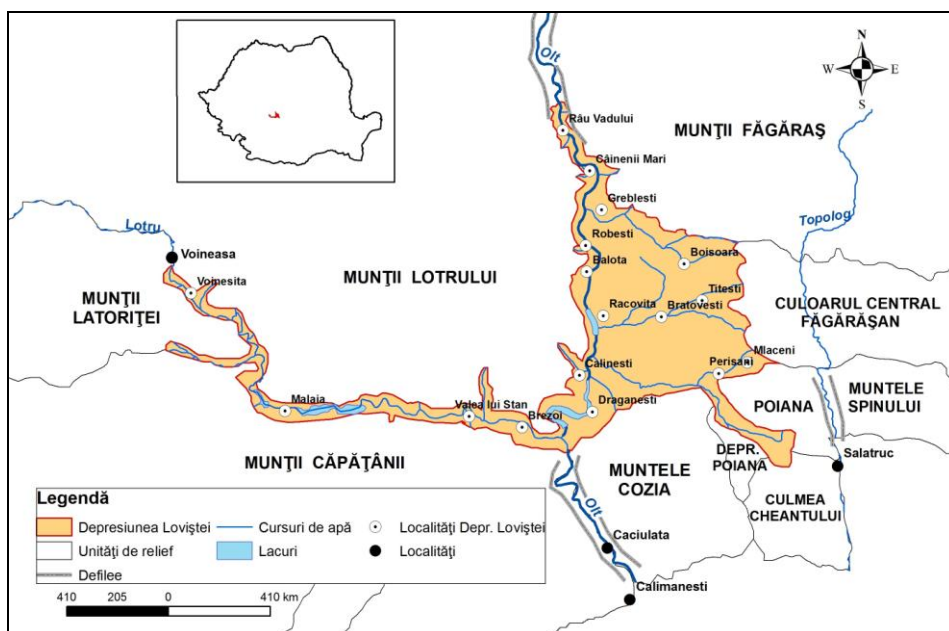 Olt
N
W E
S
Râu Vadului
MUNŢII FĂGĂRAŞ
Câinenii Mari
Greblesti
Topolog
Lotru
Voineasa
Robesti
Boisoara
Balota
MUNŢII LOTRULUI
Voinesita
Titesti
MUNŢII
LATORIŢEI
Racovita
Bratovesti
CULOARUL CENTRAL
FĂGĂRĂŞAN
Mlaceni
Calinesti
Perisani
MUNTELE
SPINULUI
Malaia
Valea lui Stan
Brezoi
Draganesti
POIANA
DEPR.
POIANA
Salatruc
MUNŢII CĂPĂŢÂNII
MUNTELE
COZIA
CULMEA
CHEANTULUI
Olt
Caciulata
Calimanesti
Legendă
Depresiunea Loviştei
Cursuri de apă
Localităţi Depr. Loviştei
Unităţi de relief
Lacuri
Localităţi
Defilee
410 205 0 410 km